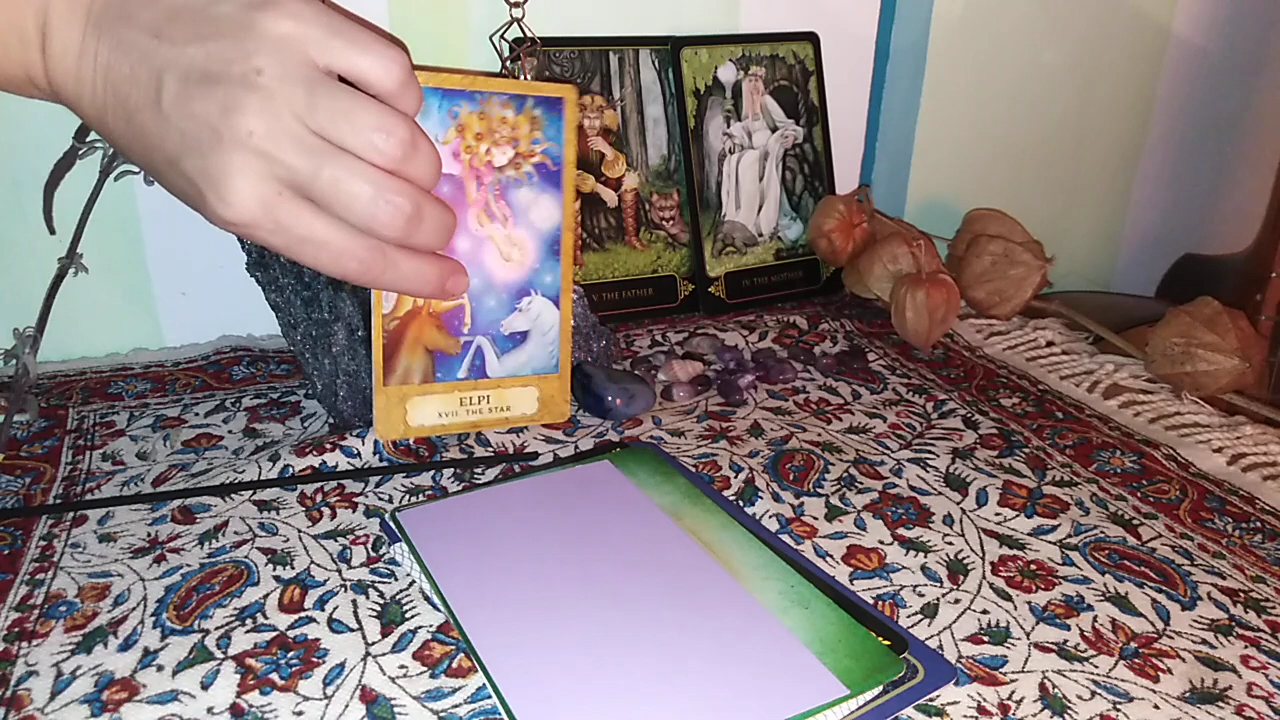 ELPI
XVII. THE STAR
V. THE FATHER
IV. THE MOTHER